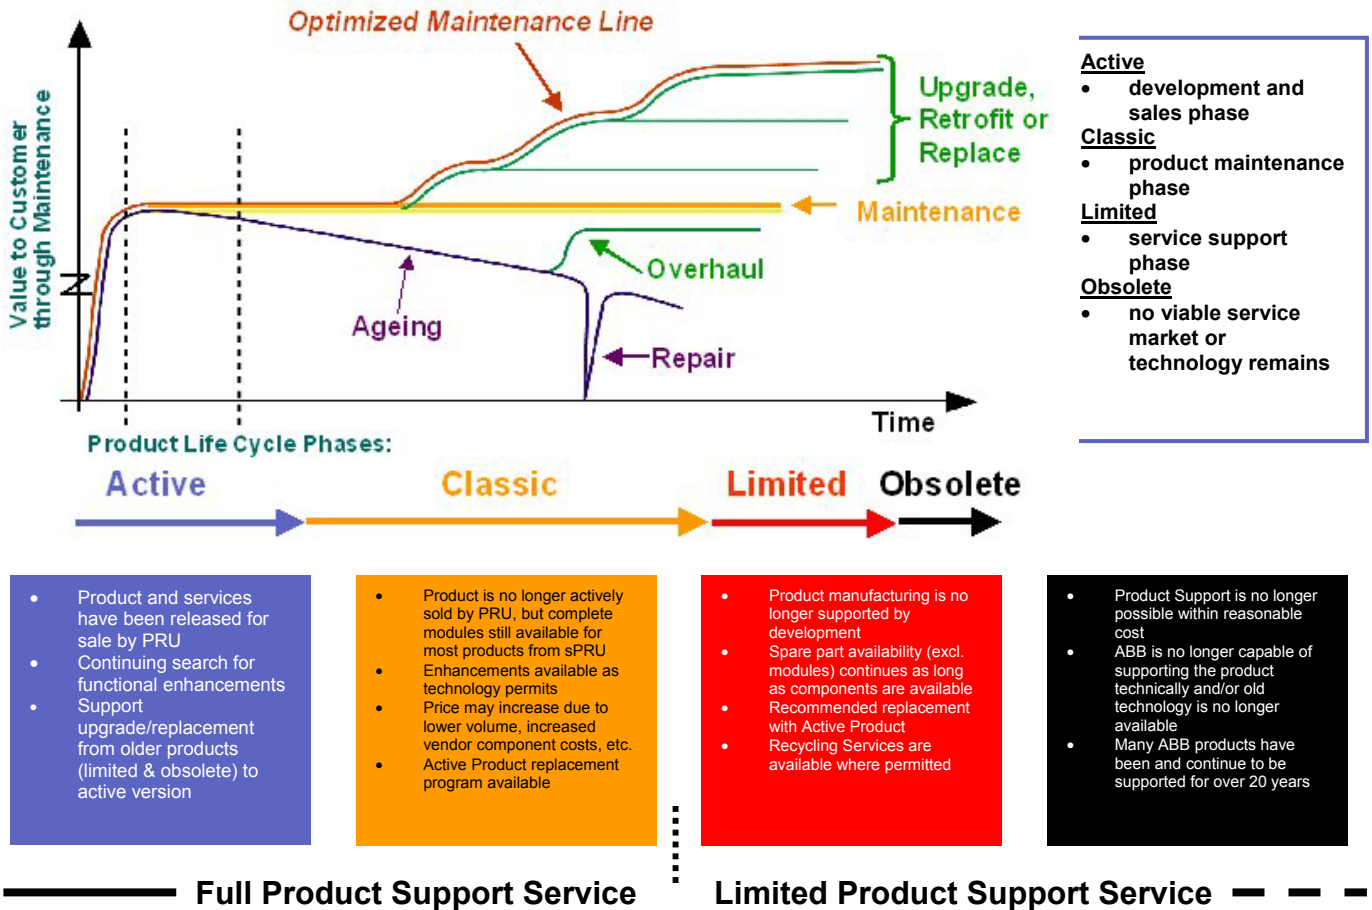 Optimized Maintenance Line
Value to Customer
through Maintenance
Upgrade,
Retrofit or
Replace
Maintenance
Overhaul
Ageing
Repair
Time
Active
• development and
sales phase
Classic
• product maintenance
phase
Limited
• service support
phase
Obsolete
• no viable service
market or
technology remains
Product Life Cycle Phases:
Active
Classic
Limited
Obsolete
• Product and services
have been released for
sale by PRU
• Continuing search for
functional enhancements
• Support
upgrade/replacement
from older products
(limited & obsolete) to
active version
• Product is no longer actively
sold by PRU, but complete
modules still available for
most products from sPRU
• Enhancements available as
technology permits
• Price may increase due to
lower volume, increased
vendor component costs, etc.
• Active Product replacement
program available
• Product manufacturing is no
longer supported by
development
• Spare part availability (excl.
modules) continues as long
as components are available
• Recommended replacement
with Active Product
• Recycling Services are
available where permitted
• Product Support is no longer
possible within reasonable
cost
• ABB is no longer capable of
supporting the product
technically and/or old
technology is no longer
available
• Many ABB products have
been and continue to be
supported for over 20 years
Full Product Support Service
Limited Product Support Service